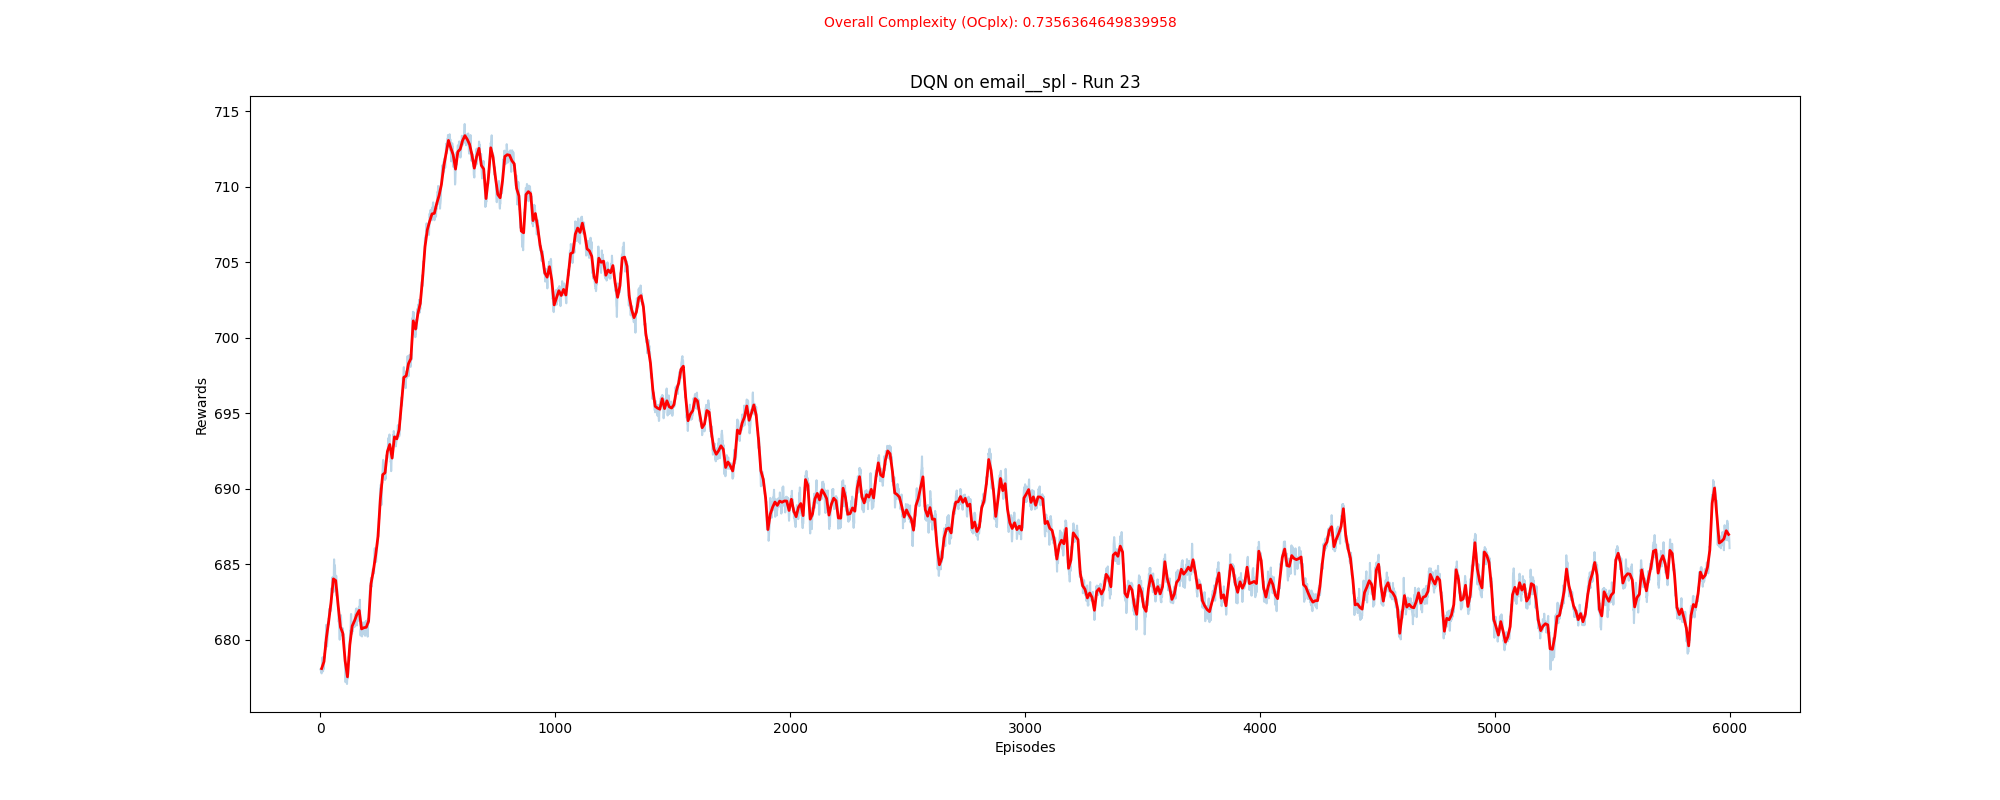 Overall Complexity (OCplx): 0.7356364649839958
DQN on email__spl - Run 23
715
710
705
700
695
690
685
680
Rewards
0 1000 2000 3000 4000 5000 6000
Episodes